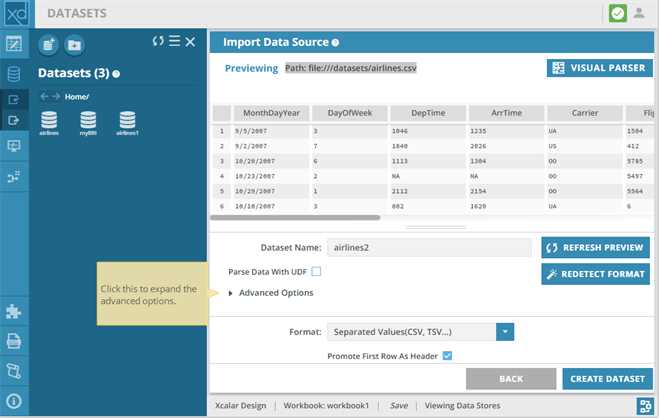 xd DATASETS
Datasets (3)
Home/
airlines myBRI airlines1
Import Data Source
Previewing Path: file:///datasets/airlines.csv VISUAL PARSER
MonthDayYear DayOfWeek DepTime ArrTime Carrier Flig
1 9/5/2007 3 1046 1235 UA 1504
2 9/2/2007 7 1840 2026 US 412
3 10/20/2007 6 1113 1304 OO 5785
4 10/23/2007 2 NA NA OO 5497
5 10/29/2007 1 2112 2154 OO 5564
6 10/10/2007 3 802 1620 UA 6
Dataset Name: airlines2 REFRESH PREVIEW
Parse Data With UDF REDETECT FORMAT
Click this to expand the
advanced options.
Advanced Options
Format: Separated Values(CSV, TSV...)
Promote First Row As Header
BACK CREATE DATASET
Xcalar Design Workbook: workbook1 Save Viewing Data Stores